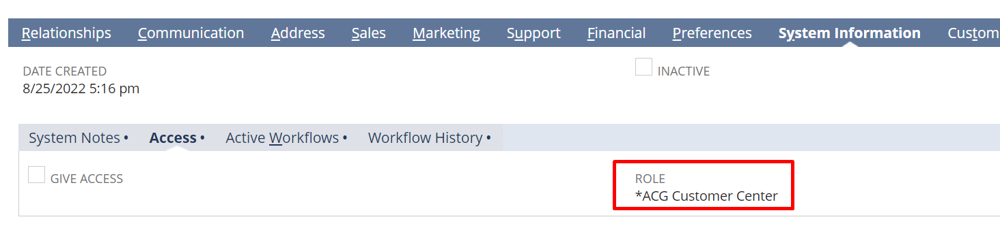 Relationships Communication Address Sales Marketing Support Financial Preferences System Information Custom
DATE CREATED
8/25/2022 5:16 pm
INACTIVE
System Notes • Access • Active Workflows • Workflow History •
GIVE ACCESS
ROLE
*ACG Customer Center